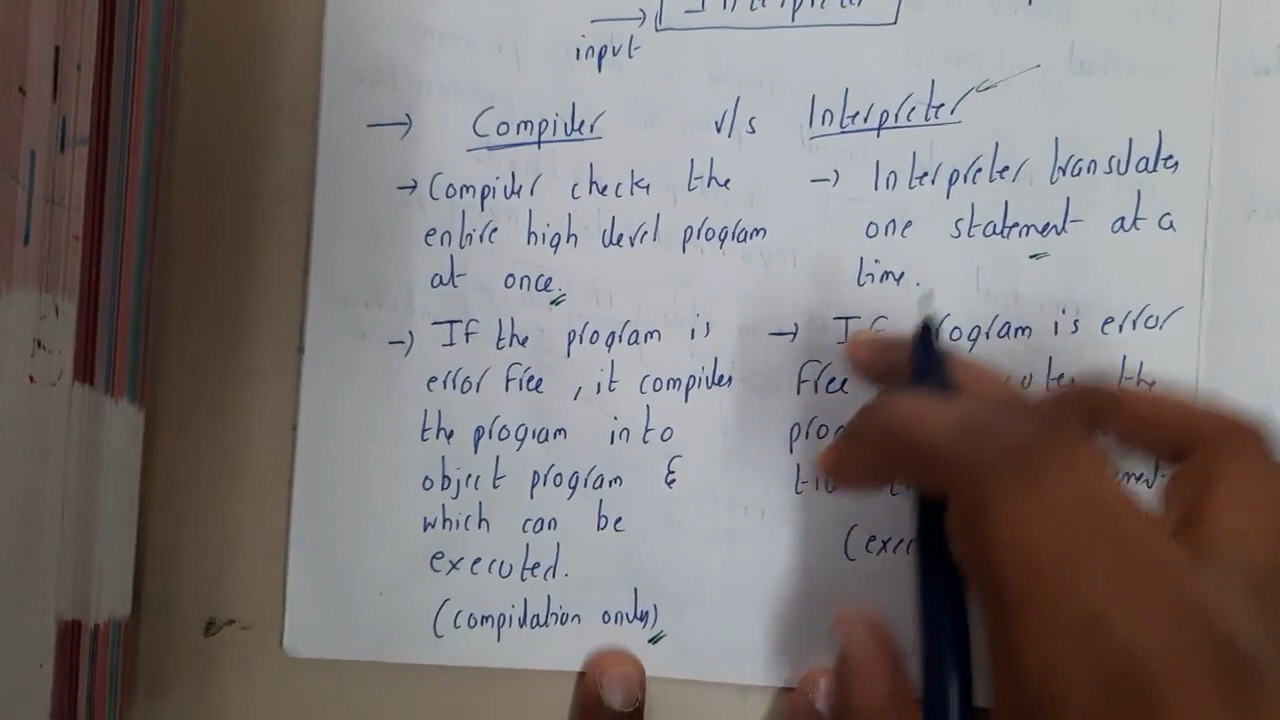 input
→ Compiler v/s Interpreter
→ Compiler check the
entire high level program
at once.
→ If the program is
error free, it compiles
the program into
object program &
which can be
executed.
(compilation only)
→ Interpreter translates
one statement at a
time.
→ If program is error
free the